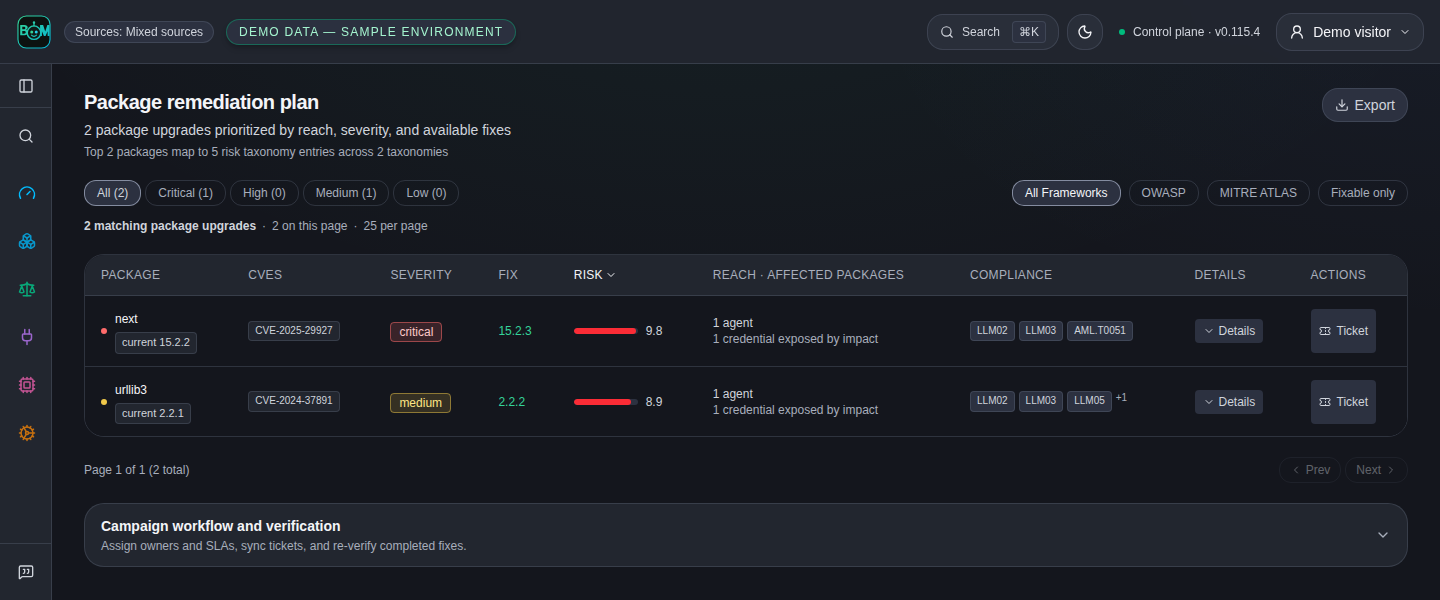 BOM
Sources: Mixed sources
DEMO DATA — SAMPLE ENVIRONMENT
Search ⌘K
Control plane · v0.115.4
Demo visitor
Package remediation plan
Export
2 package upgrades prioritized by reach, severity, and available fixes
Top 2 packages map to 5 risk taxonomy entries across 2 taxonomies
All (2) Critical (1) High (0) Medium (1) Low (0)
All Frameworks OWASP MITRE ATLAS Fixable only
2 matching package upgrades · 2 on this page · 25 per page
PACKAGE CVES SEVERITY FIX RISK REACH · AFFECTED PACKAGES COMPLIANCE DETAILS ACTIONS
next
current 15.2.2
CVE-2025-29927
critical
15.2.3
9.8
1 agent
1 credential exposed by impact
LLM02 LLM03 AML.T0051
Details
Ticket
urllib3
current 2.2.1
CVE-2024-37891
medium
2.2.2
8.9
1 agent
1 credential exposed by impact
LLM02 LLM03 LLM05 +1
Details
Ticket
Page 1 of 1 (2 total)
Prev Next
Campaign workflow and verification
Assign owners and SLAs, sync tickets, and re-verify completed fixes.